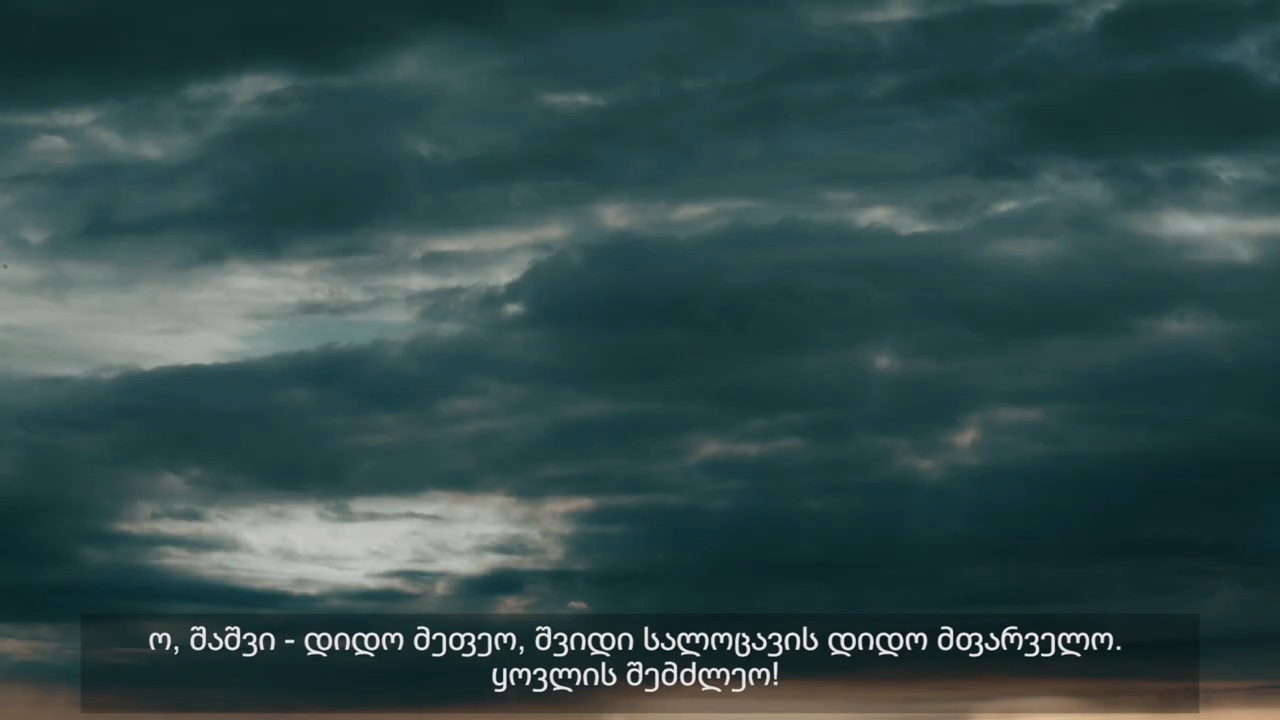 ო, შაშვი - დიდო მეფეო, შვიდი სალოცავის დიდო მფარველო.
ყოვლის შემძლეო!